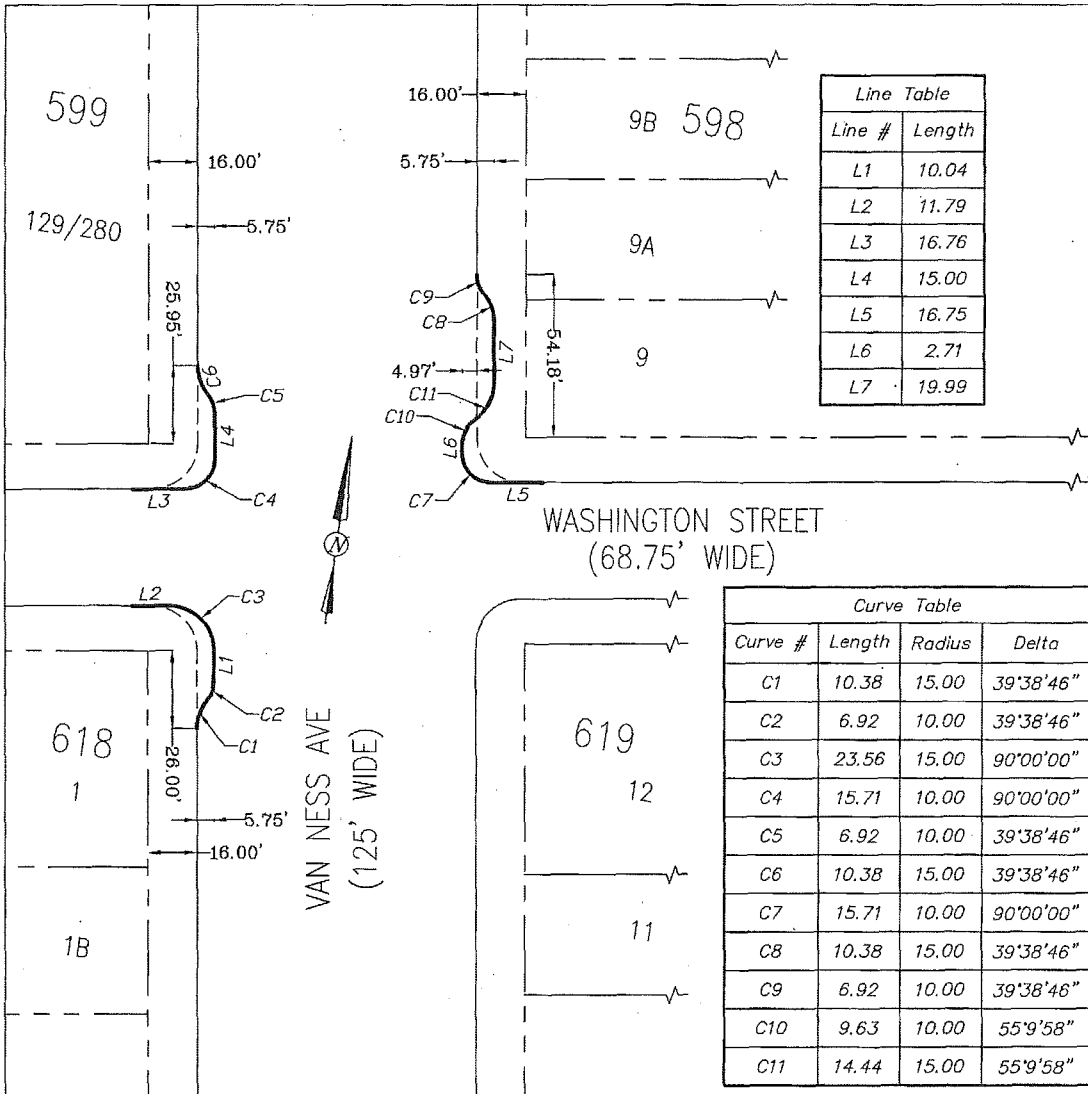 599
129/280
16.00'
5.75'
25.95'
C6
C5
L4
L3
C4
16.00'
5.75'
9B 598
9A
9
C9
C8
L7
54.18'
4.97'
C11
C10
L6
C7
L5
Line Table
Line # Length
L1 10.04
L2 11.79
L3 16.76
L4 15.00
L5 16.75
L6 2.71
L7 19.99
N
WASHINGTON STREET
(68.75' WIDE)
L2
C3
L1
C2
C1
618
1
26.00'
5.75'
16.00'
1B
VAN NESS AVE
(125' WIDE)
619
12
11
Curve Table
Curve # Length Radius Delta
C1 10.38 15.00 39°38'46"
C2 6.92 10.00 39°38'46"
C3 23.56 15.00 90°00'00"
C4 15.71 10.00 90°00'00"
C5 6.92 10.00 39°38'46"
C6 10.38 15.00 39°38'46"
C7 15.71 10.00 90°00'00"
C8 10.38 15.00 39°38'46"
C9 6.92 10.00 39°38'46"
C10 9.63 10.00 55°9'58"
C11 14.44 15.00 55°9'58"